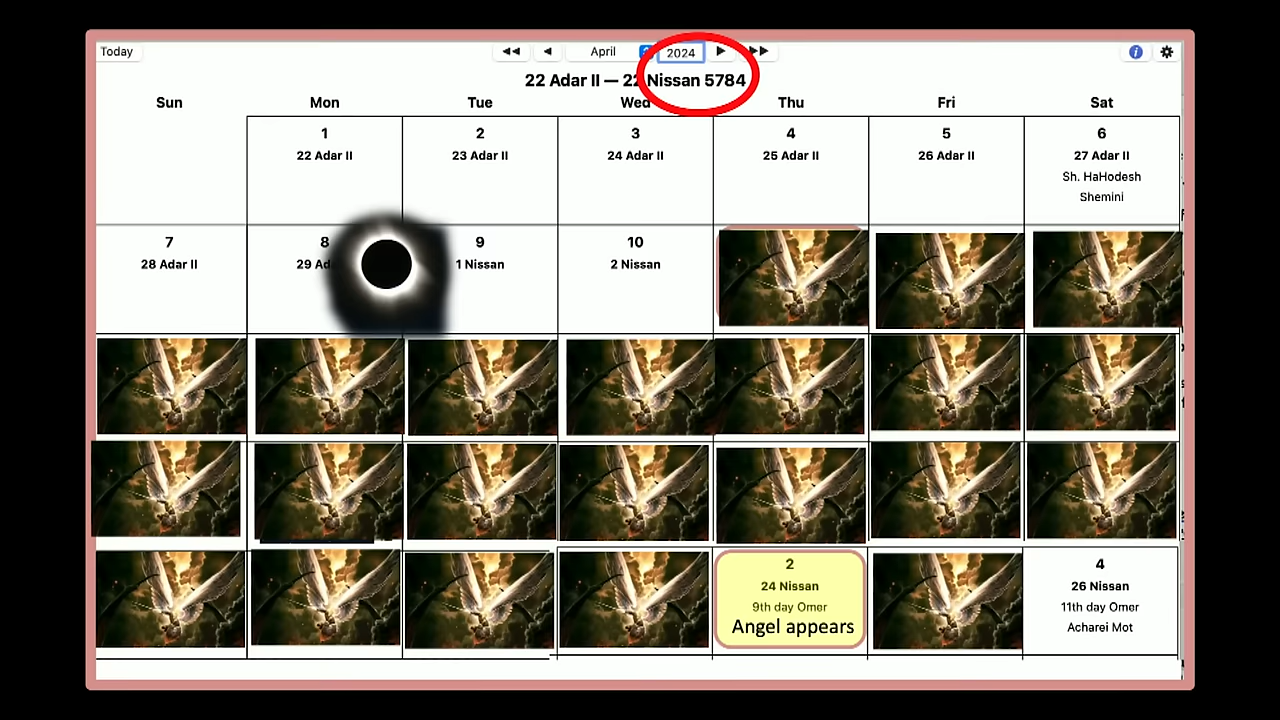 Today
April 2024
22 Adar II — 22 Nissan 5784
Sun Mon Tue Wed Thu Fri Sat
1 2 3 4 5 6
22 Adar II 23 Adar II 24 Adar II 25 Adar II 26 Adar II 27 Adar II
Sh. HaHodesh
Shemini
7 8 9 10
28 Adar II 29 Ad 1 Nissan 2 Nissan
2 4
24 Nissan 26 Nissan
9th day Omer 11th day Omer
Angel appears Acharei Mot